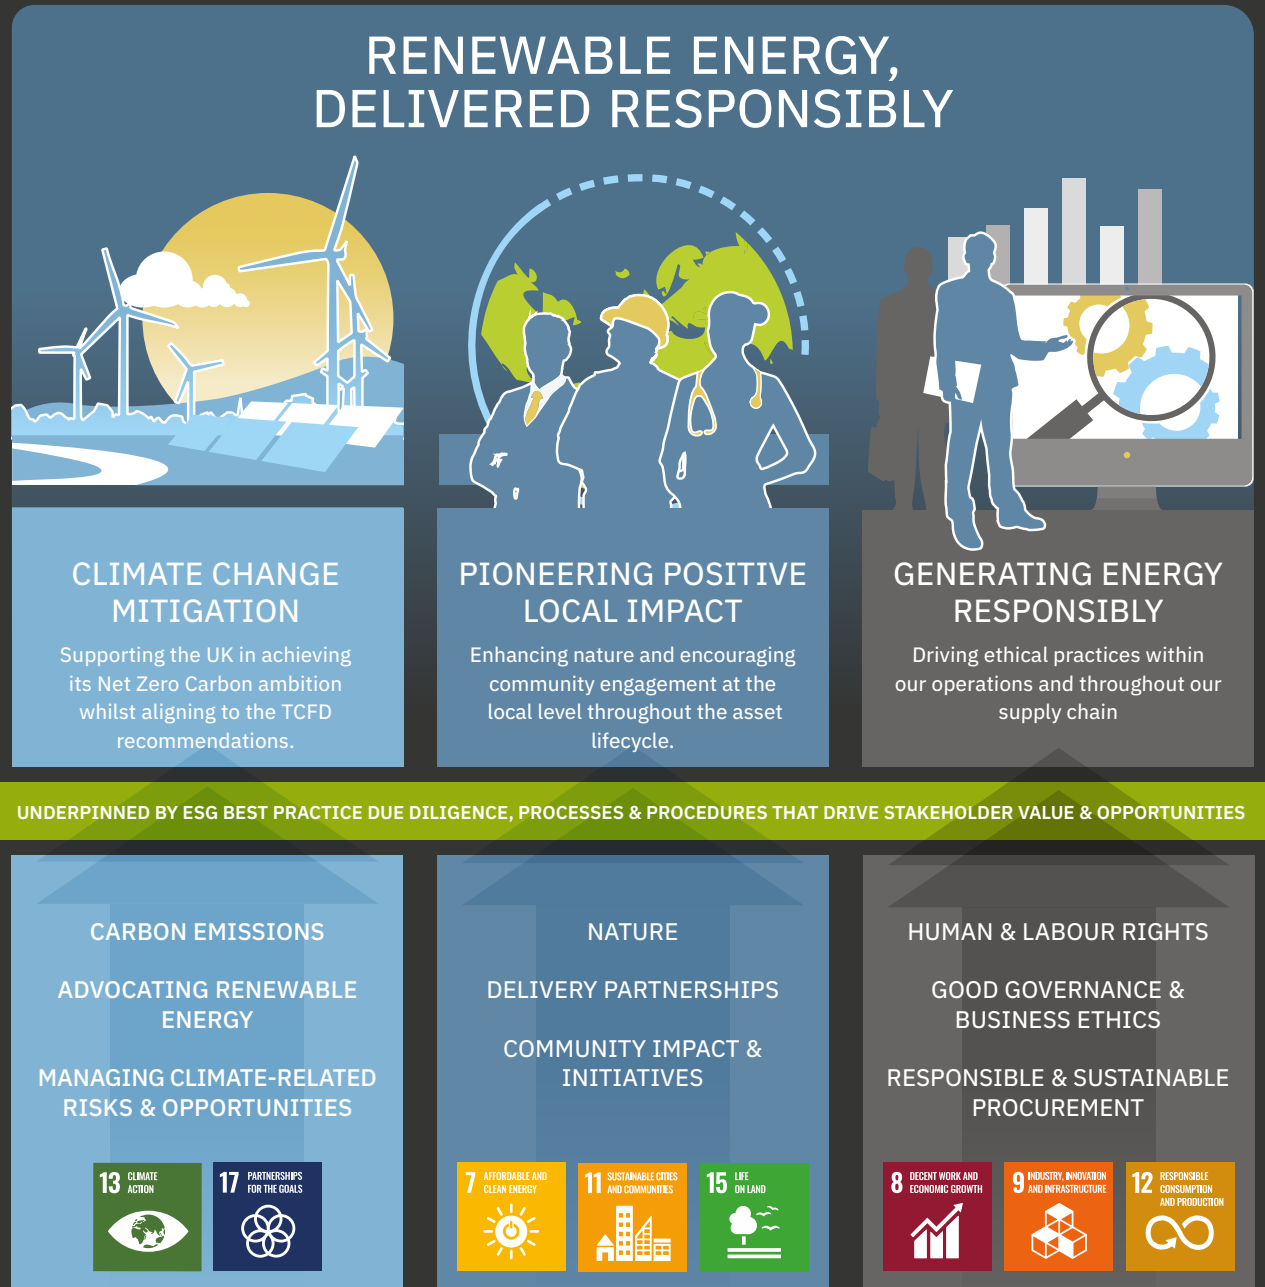 RENEWABLE ENERGY,
DELIVERED RESPONSIBLY
CLIMATE CHANGE
MITIGATION
Supporting the UK in achieving
its Net Zero Carbon ambition
whilst aligning to the TCFD
recommendations.
PIONEERING POSITIVE
LOCAL IMPACT
Enhancing nature and encouraging
community engagement at the
local level throughout the asset
lifecycle.
GENERATING ENERGY
RESPONSIBLY
Driving ethical practices within
our operations and throughout our
supply chain
UNDERPINNED BY ESG BEST PRACTICE DUE DILIGENCE, PROCESSES & PROCEDURES THAT DRIVE STAKEHOLDER VALUE & OPPORTUNITIES
CARBON EMISSIONS
ADVOCATING RENEWABLE
ENERGY
MANAGING CLIMATE-RELATED
RISKS & OPPORTUNITIES
13 CLIMATE
ACTION
17 PARTNERSHIPS
FOR THE GOALS
NATURE
DELIVERY PARTNERSHIPS
COMMUNITY IMPACT &
INITIATIVES
7 AFFORDABLE AND
CLEAN ENERGY
11 SUSTAINABLE CITIES
AND COMMUNITIES
15 LIFE
ON LAND
HUMAN & LABOUR RIGHTS
GOOD GOVERNANCE &
BUSINESS ETHICS
RESPONSIBLE & SUSTAINABLE
PROCUREMENT
8 DECENT WORK AND
ECONOMIC GROWTH
9 INDUSTRY, INNOVATION
AND INFRASTRUCTURE
12 RESPONSIBLE
CONSUMPTION
AND PRODUCTION